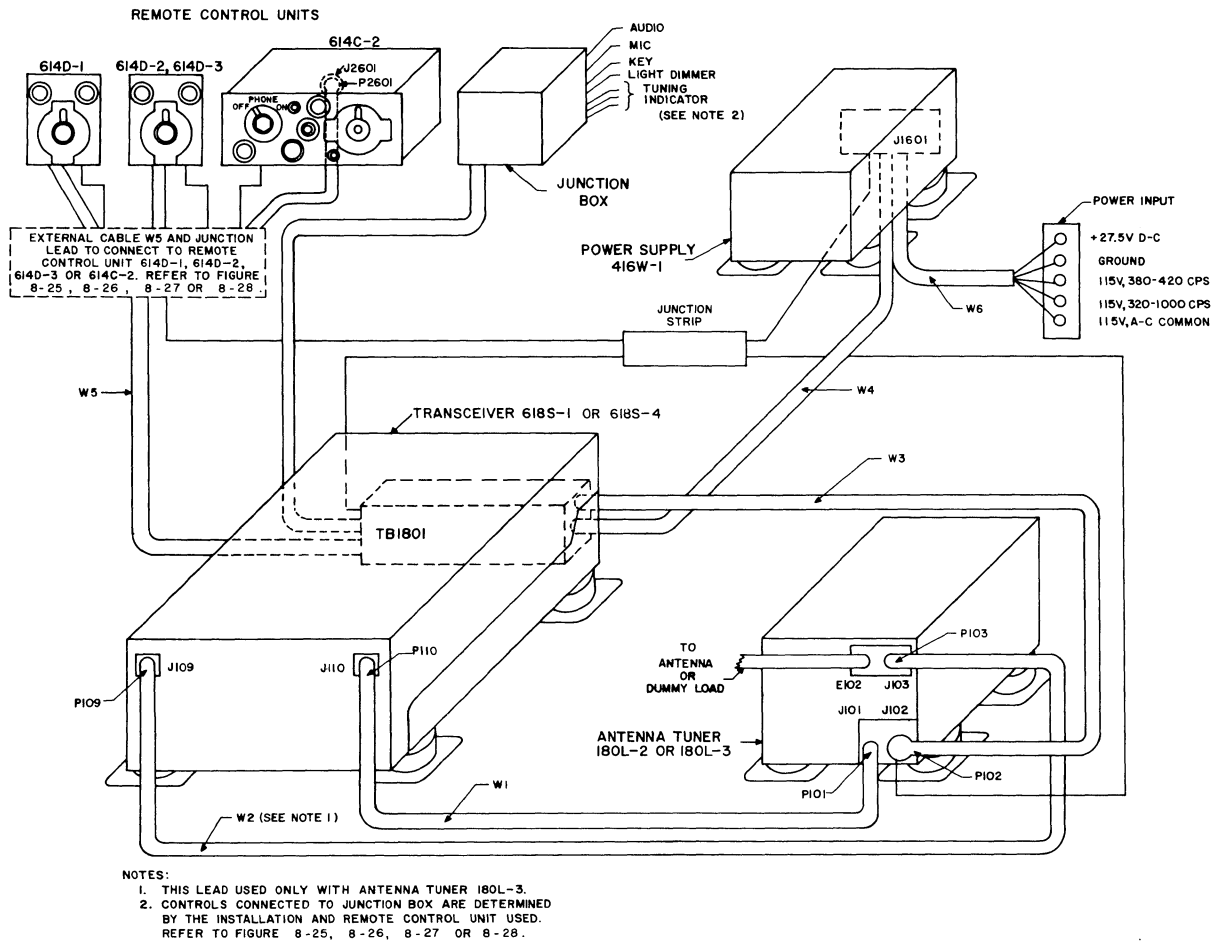 REMOTE CONTROL UNITS
614D-1
614D-2, 614D-3
614C-2
J2601
P2601
OFF
PHONE
ON
AUDIO
MIC
KEY
LIGHT DIMMER
TUNING
INDICATOR
(SEE NOTE 2)
JUNCTION
BOX
J1601
POWER SUPPLY
416W-1
POWER INPUT
+27.5V D-C
GROUND
115V, 380-420 CPS
115V, 320-1000 CPS
115V, A-C COMMON
W6
EXTERNAL CABLE W5 AND JUNCTION
LEAD TO CONNECT TO REMOTE
CONTROL UNIT 614D-1, 614D-2,
614D-3 OR 614C-2. REFER TO FIGURE
8-25, 8-26, 8-27 OR 8-28.
JUNCTION
STRIP
W5
W4
TRANSCEIVER 618S-1 OR 618S-4
W3
TB1801
J109
J110
P110
P109
TO
ANTENNA
OR
DUMMY LOAD
P103
E102
J103
J101
J102
ANTENNA TUNER
180L-2 OR 180L-3
P101
P102
W1
W2 (SEE NOTE 1)
NOTES:
1. THIS LEAD USED ONLY WITH ANTENNA TUNER 180L-3.
2. CONTROLS CONNECTED TO JUNCTION BOX ARE DETERMINED
BY THE INSTALLATION AND REMOTE CONTROL UNIT USED.
REFER TO FIGURE 8-25, 8-26, 8-27 OR 8-28.